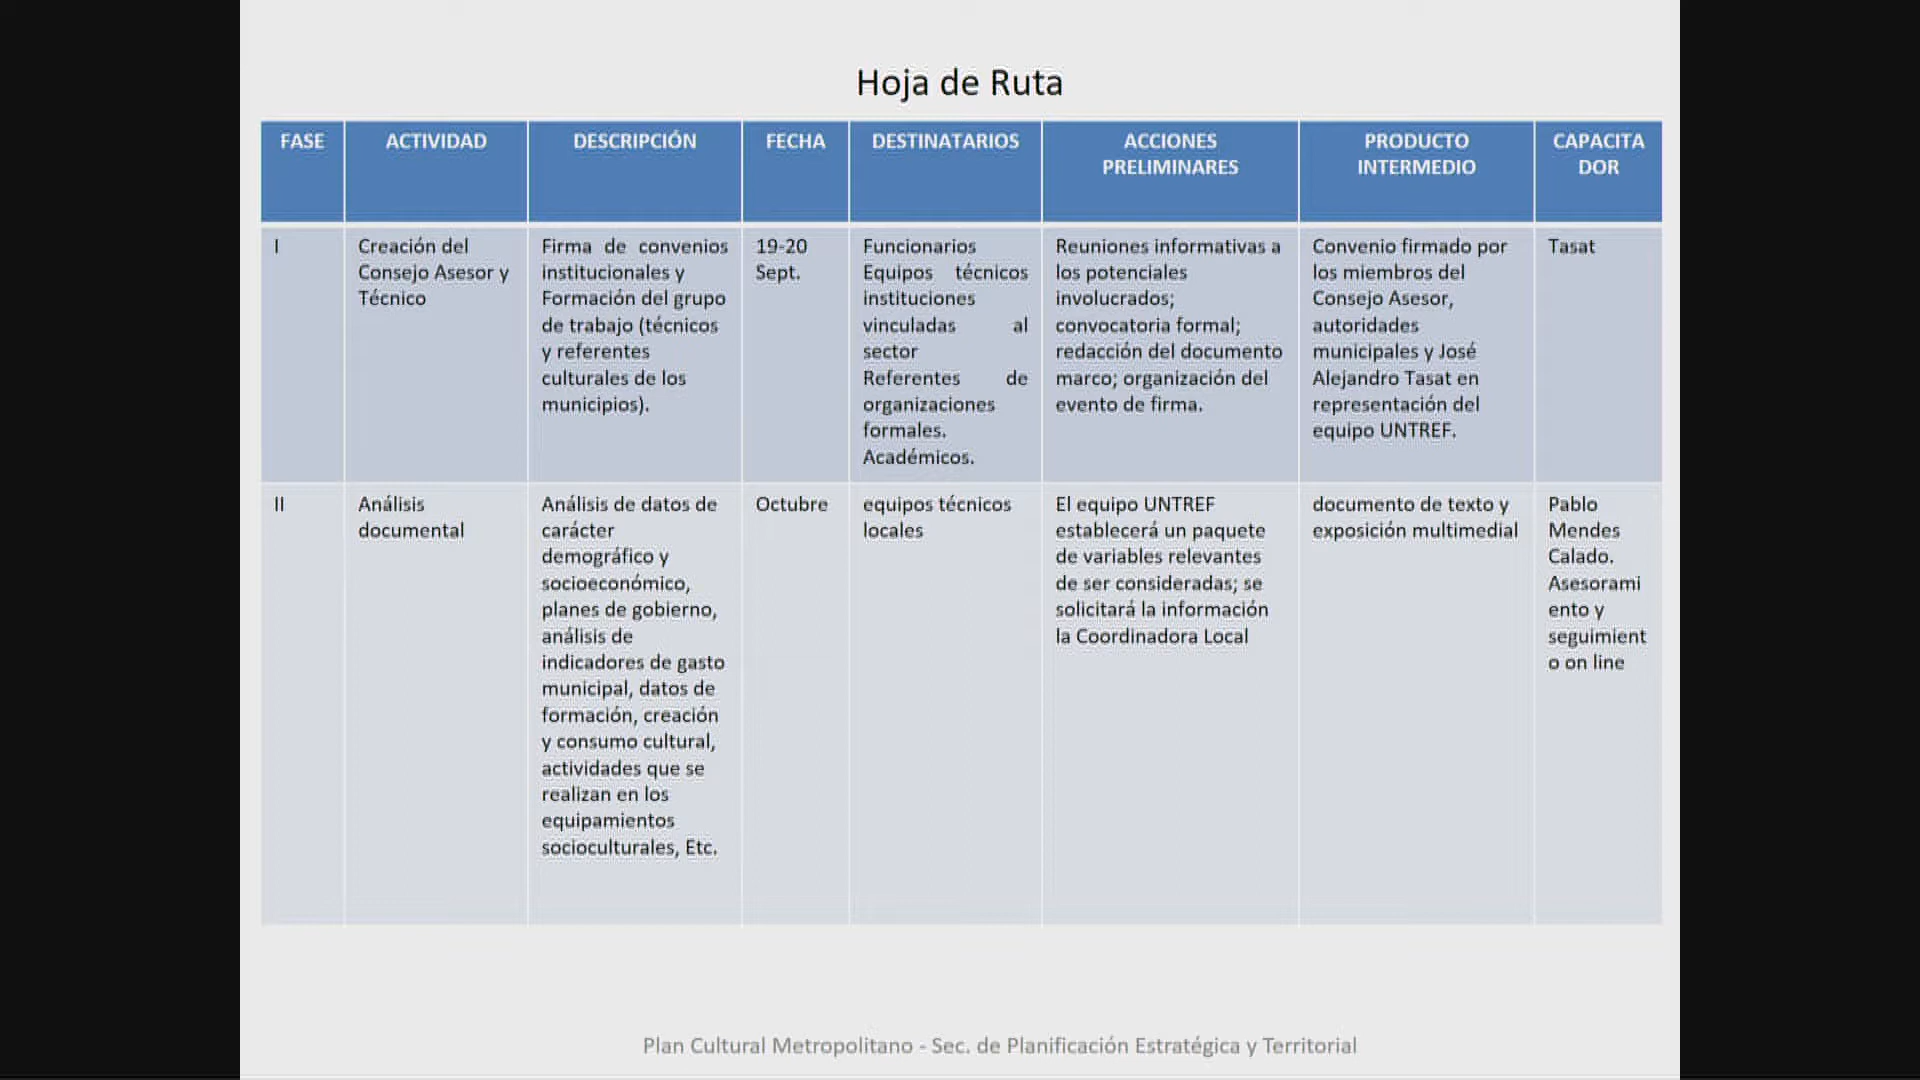 Hoja de Ruta
FASE
ACTIVIDAD
DESCRIPCIÓN
FECHA
DESTINATARIOS
ACCIONES
PRELIMINARES
PRODUCTO
INTERMEDIO
CAPACITA
DOR
I
Creación del
Consejo Asesor y
Técnico
Firma de convenios
institucionales y
Formación del grupo
de trabajo (técnicos
y referentes
culturales de los
municipios).
19-20
Sept.
Funcionarios
Equipos técnicos
instituciones
vinculadas al
sector
Referentes de
organizaciones
formales.
Académicos.
Reuniones informativas a
los potenciales
involucrados;
convocatoria formal;
redacción del documento
marco; organización del
evento de firma.
Convenio firmado por
los miembros del
Consejo Asesor,
autoridades
municipales y José
Alejandro Tasat en
representación del
equipo UNTREF.
Tasat
II
Análisis
documental
Análisis de datos de
carácter
demográfico y
socioeconómico,
planes de gobierno,
análisis de
indicadores de gasto
municipal, datos de
formación, creación
y consumo cultural,
actividades que se
realizan en los
equipamientos
socioculturales, Etc.
Octubre
equipos técnicos
locales
El equipo UNTREF
establecerá un paquete
de variables relevantes
de ser consideradas; se
solicitará la información
la Coordinadora Local
documento de texto y
exposición multimedial
Pablo
Mendes
Calado.
Asesorami
ento y
seguimient
o on line
Plan Cultural Metropolitano - Sec. de Planificación Estratégica y Territorial